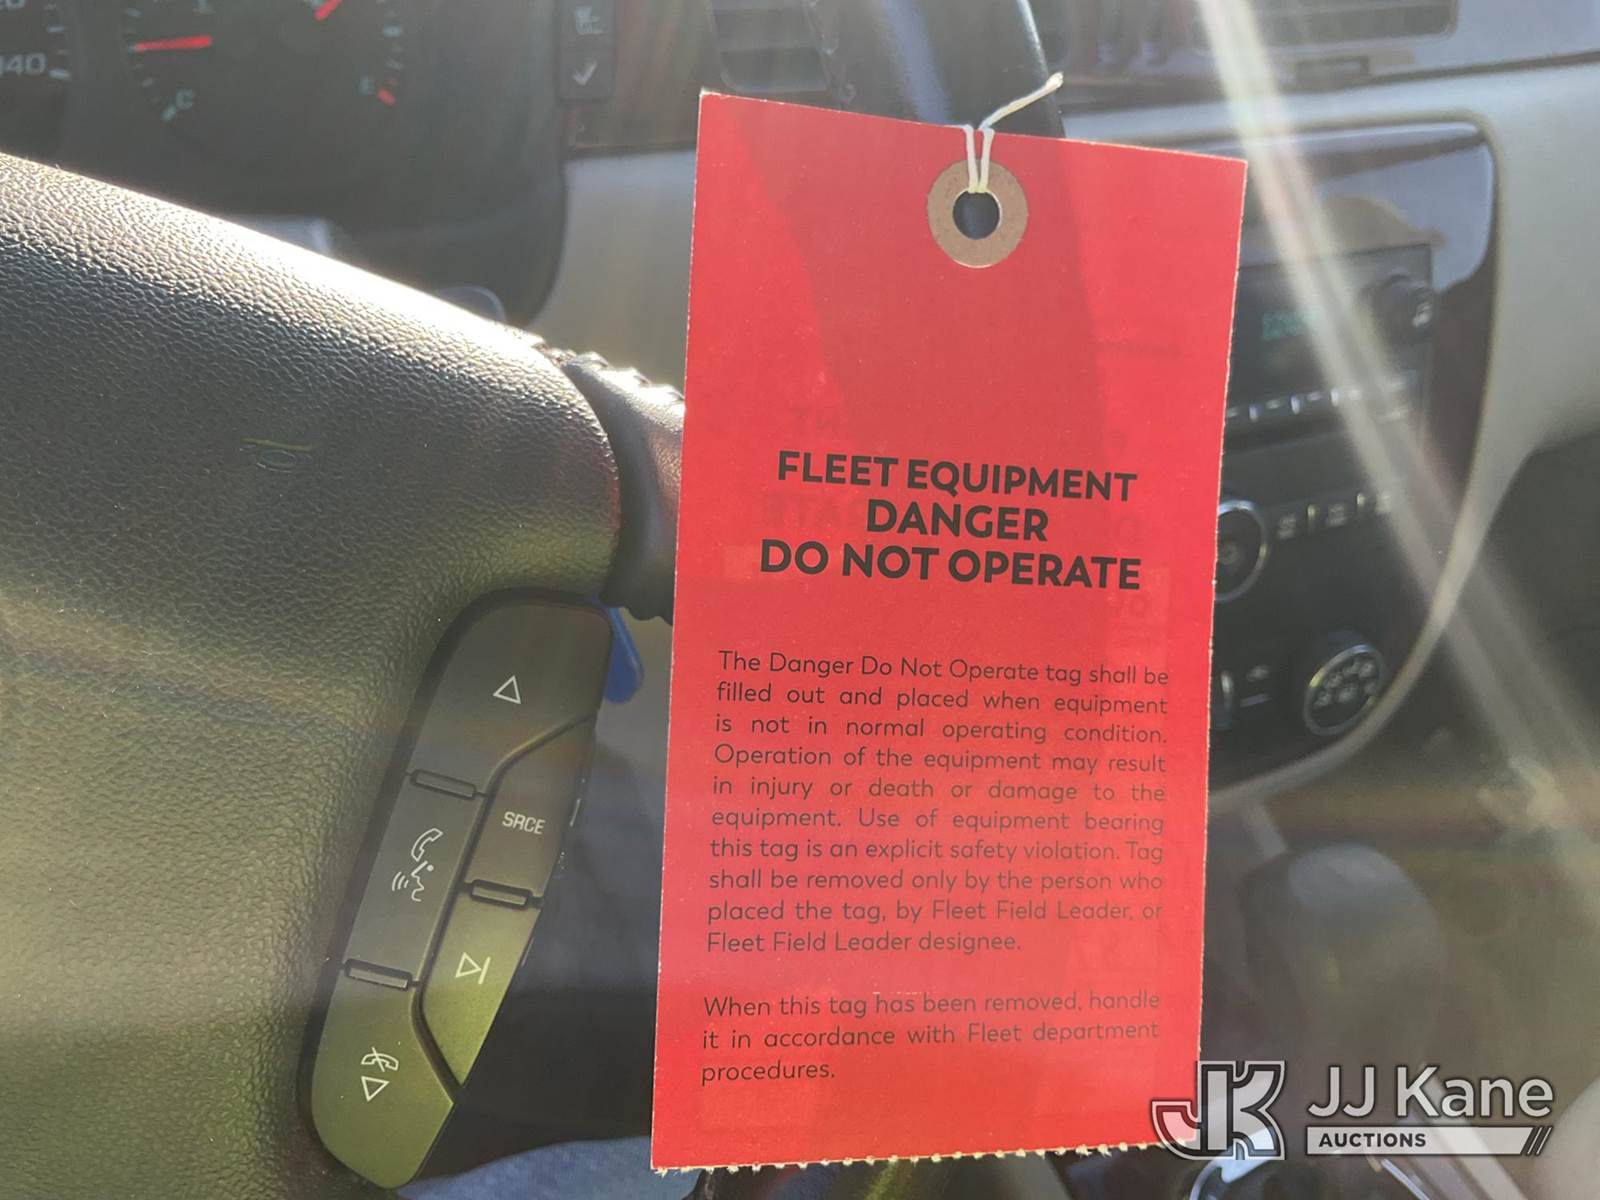 140
C
E
FLEET EQUIPMENT
DANGER
DO NOT OPERATE
The Danger Do Not Operate tag shall be
filled out and placed when equipment
is not in normal operating condition.
Operation of the equipment may result
in injury or death or damage to the
equipment. Use of equipment bearing
this tag is an explicit safety violation. Tag
shall be removed only by the person who
placed the tag, by Fleet Field Leader, or
Fleet Field Leader designee.
When this tag has been removed, handle
it in accordance with Fleet department
procedures.
SRCE
JK JJ Kane
AUCTIONS